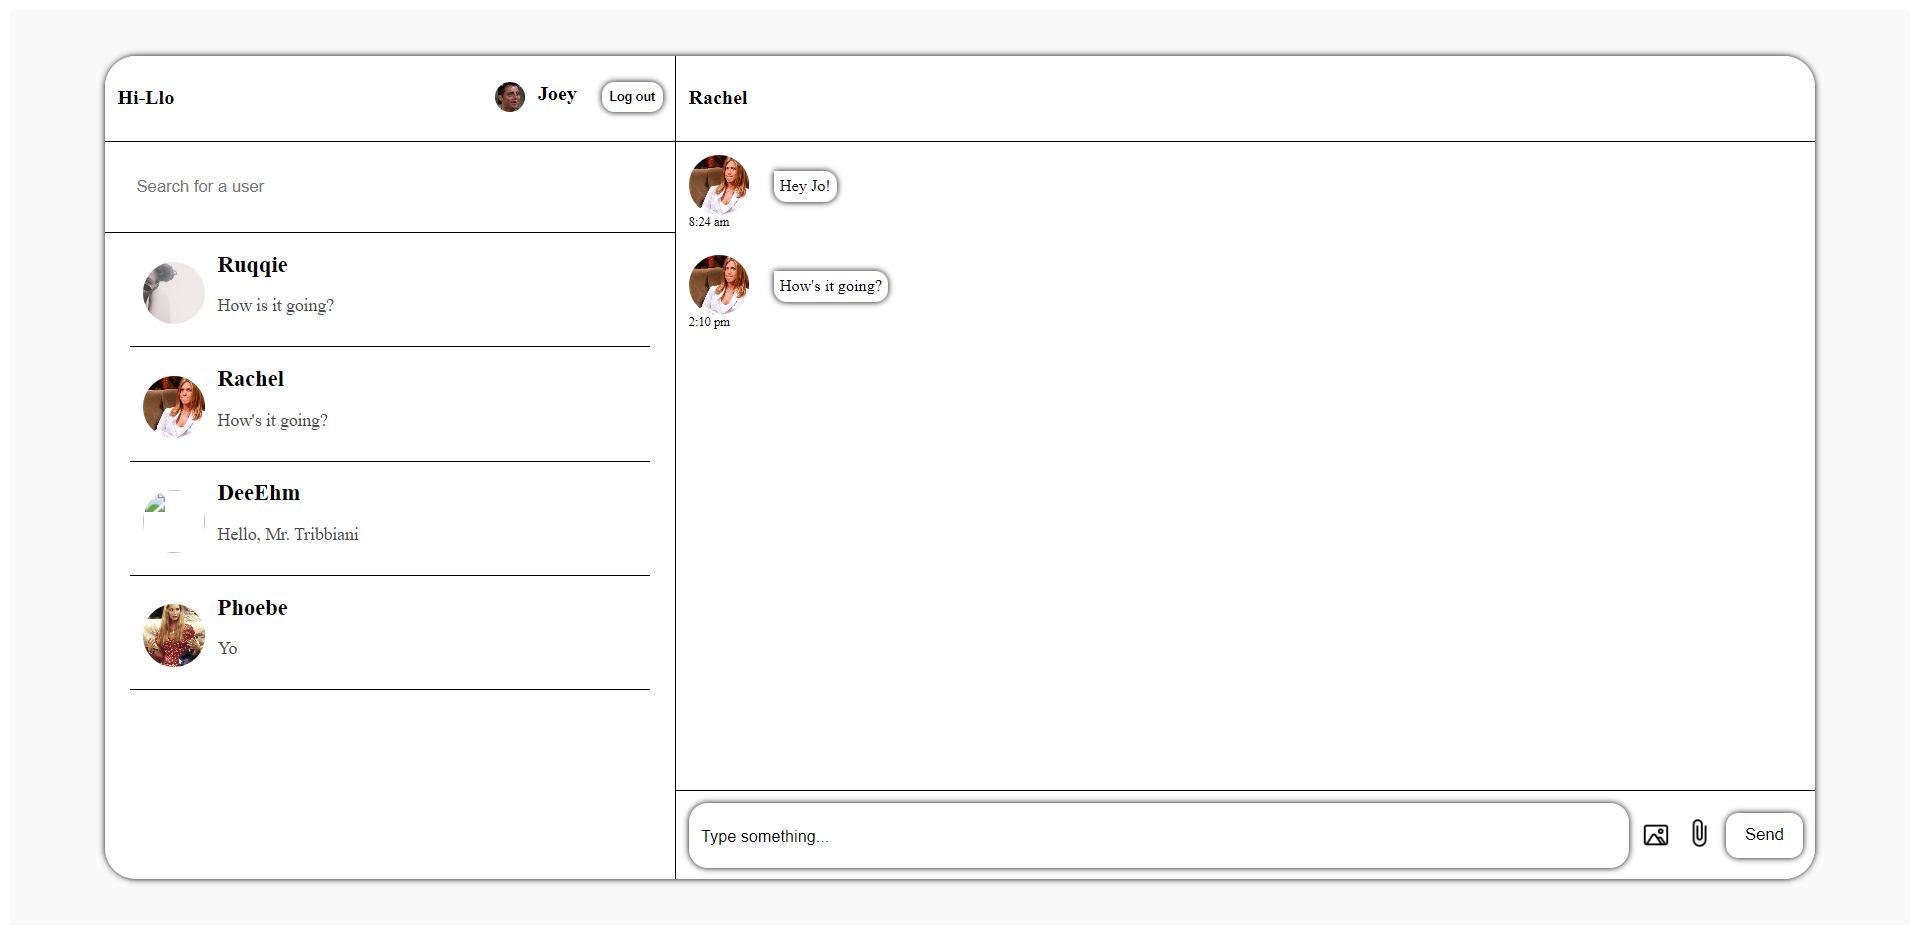 Hi-Llo
Joey
Log out
Search for a user
Ruqqie
How is it going?
Rachel
How's it going?
DeeEhm
Hello, Mr. Tribbiani
Phoebe
Yo
Rachel
Hey Jo!
8:24 am
How's it going?
2:10 pm
Type something...
Send